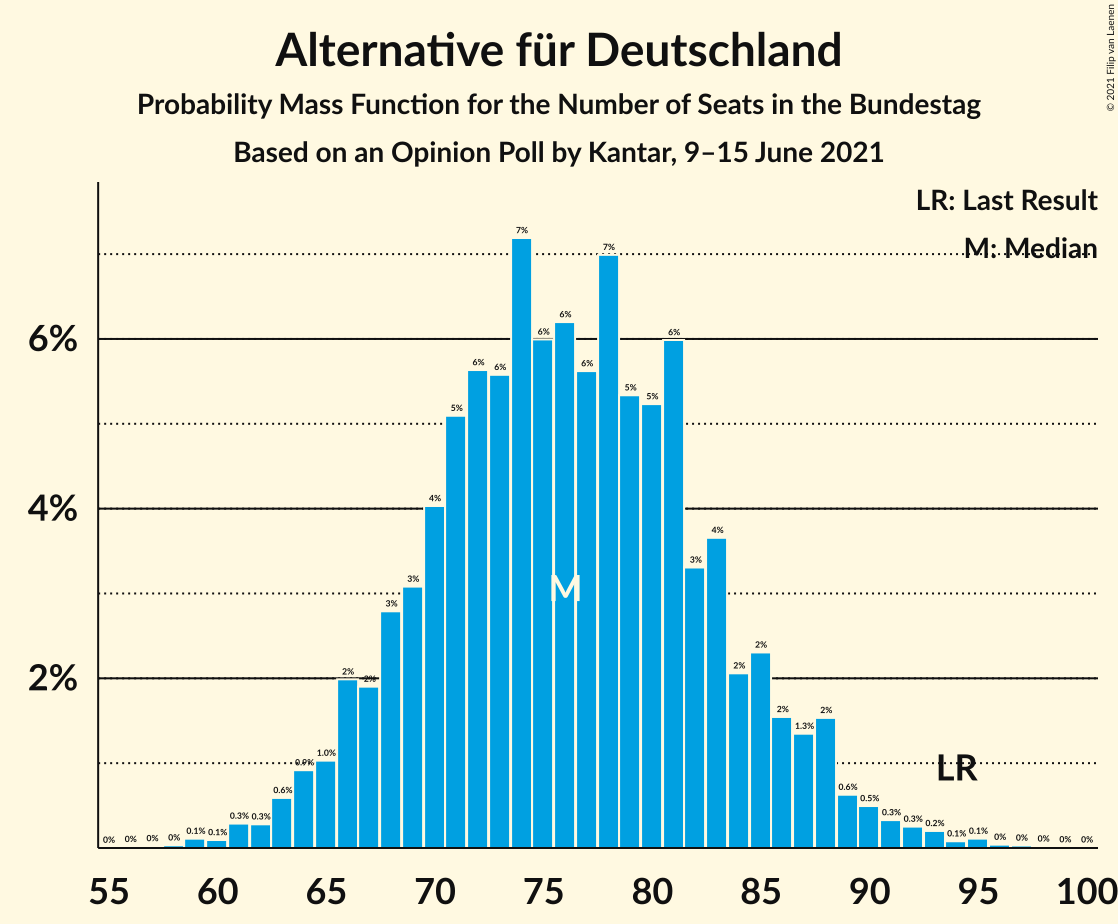 Alternative für Deutschland
Probability Mass Function for the Number of Seats in the Bundestag
Based on an Opinion Poll by Kantar, 9–15 June 2021
© 2021 Filip van Laenen
LR: Last Result
M: Median
6%
4%
2%
0% 0% 0% 0% 0.1% 0.1% 0.3% 0.3% 0.6% 0.9% 1.0% 2% 2% 3% 3% 4% 5% 6% 6% 7% 6% 6% 6% 7% 5% 5% 6% 3% 4% 2% 2% 2% 1.3% 2% 0.6% 0.5% 0.3% 0.3% 0.2% 0.1% 0.1% 0% 0% 0% 0% 0%
M
LR
55 60 65 70 75 80 85 90 95 100